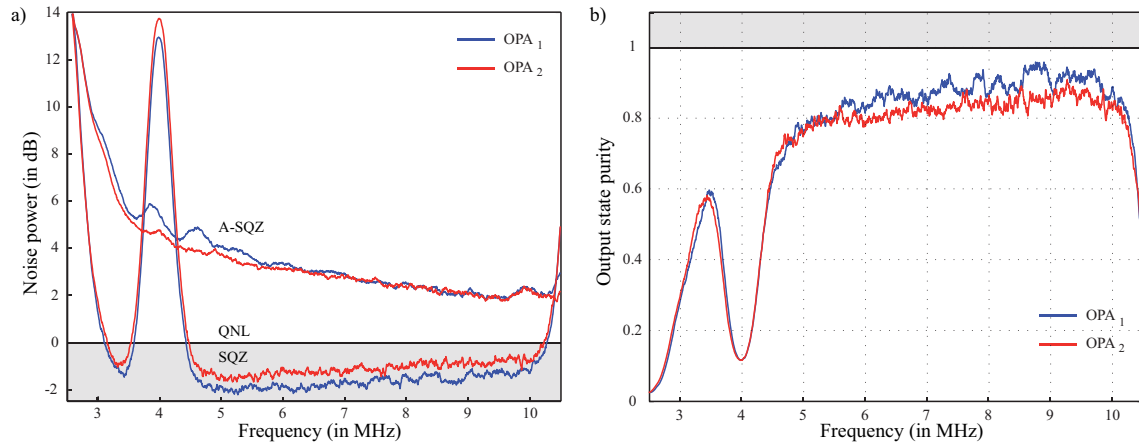 a)
14
12
10
8
6
4
2
0
-2
Noise power (in dB)
OPA 1
OPA 2
A-SQZ
QNL
SQZ
3 4 5 6 7 8 9 10
Frequency (in MHz)
b)
1
0.8
0.6
0.4
0.2
0
Output state purity
OPA 1
OPA 2
3 4 5 6 7 8 9 10
Frequency (in MHz)